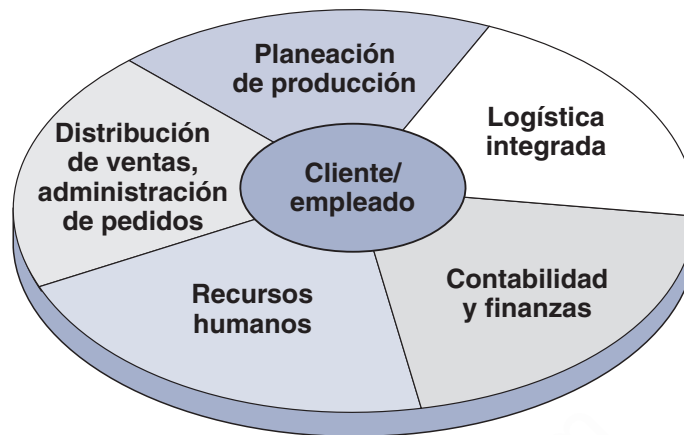 Planeación
de producción
Logística
integrada
Distribución
de ventas,
administración
de pedidos
Cliente/
empleado
Contabilidad
y finanzas
Recursos
humanos